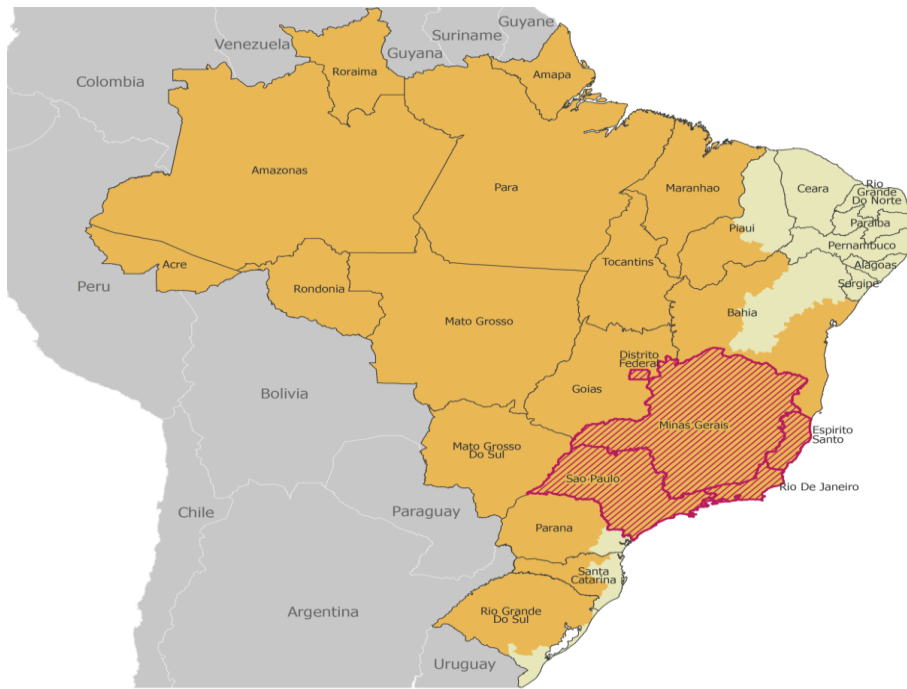 Guyane
Suriname
Venezuela
Guyana
Roraima
Amapa
Colombia
Amazonas
Para
Maranhao
Ceara
Rio
Grande
Do Norte
Paraiba
Piaui
Pernambuco
Acre
Tocantins
Alagoas
Sergipe
Peru
Rondonia
Mato Grosso
Bahia
Distrito
Federal
Bolivia
Goias
Minas Gerais
Espirito
Santo
Mato Grosso
Do Sul
Sao Paulo
Rio De Janeiro
Chile
Paraguay
Parana
Santa
Catarina
Argentina
Rio Grande
Do Sul
Uruguay